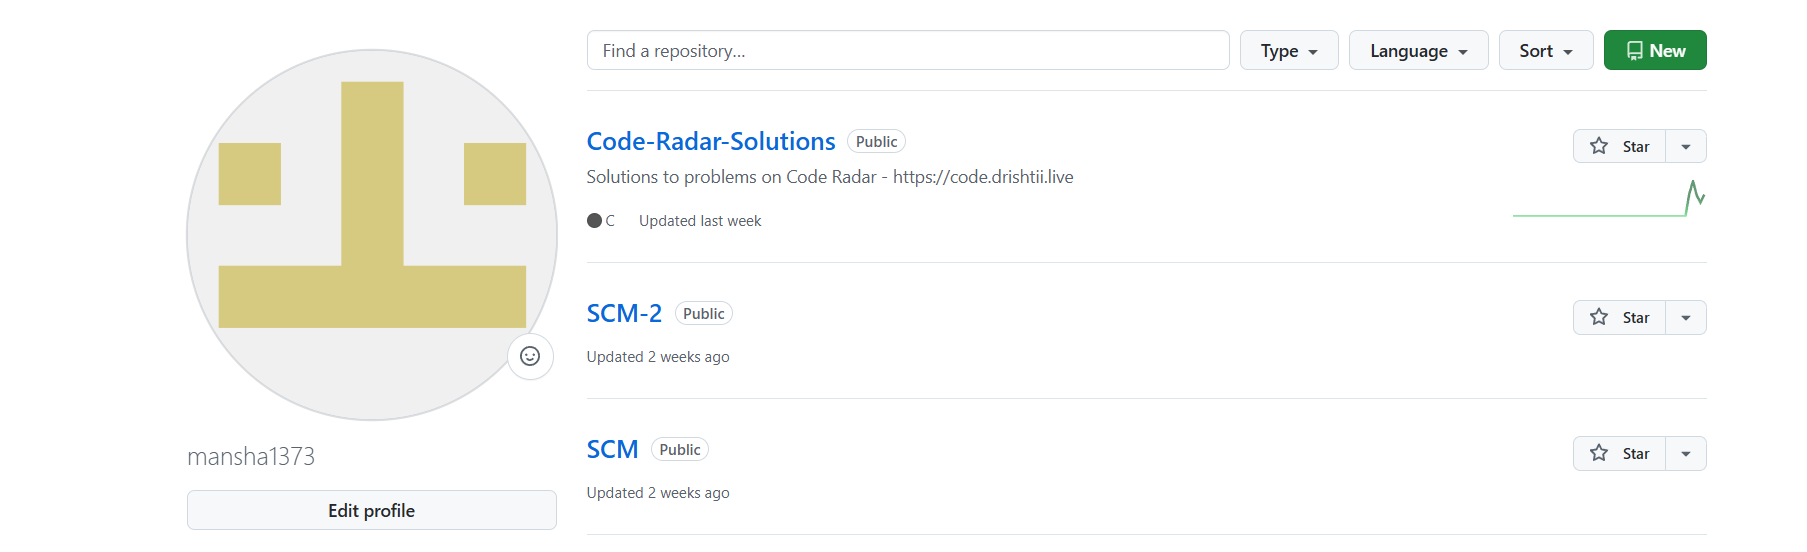 Find a repository...
Type
Language
Sort
New
Code-Radar-Solutions Public
Star
Solutions to problems on Code Radar - https://code.drishtii.live
C Updated last week
SCM-2 Public
Star
Updated 2 weeks ago
SCM Public
Star
Updated 2 weeks ago
mansha1373
Edit profile